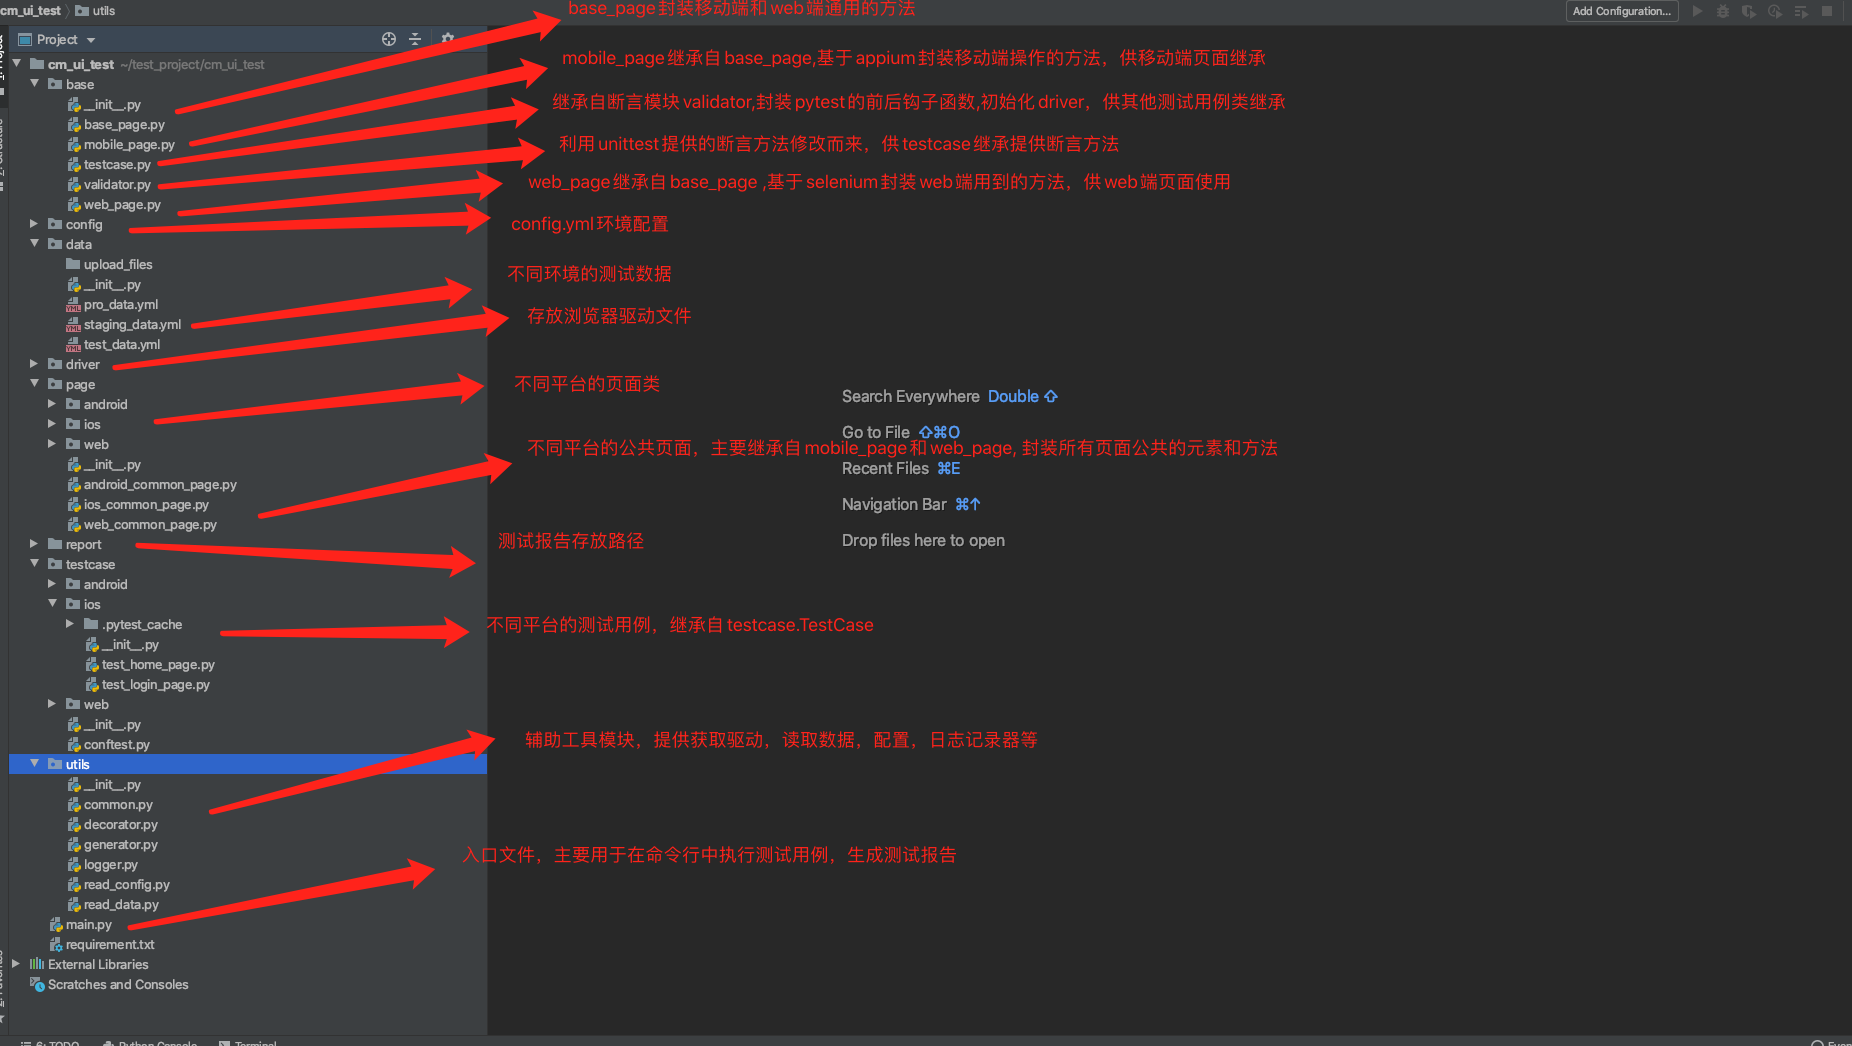 cm_ui_test 〉 utils
base_page封装移动端和web端通用的方法
Add Configuration...
Project
cm_ui_test ~/test_project/cm_ui_test
mobile_page继承自base_page,基于appium封装移动端操作的方法，供移动端页面继承
base
__init__.py
继承自断言模块validator,封装pytest的前后钩子函数,初始化driver，供其他测试用例类继承
base_page.py
mobile_page.py
利用unittest提供的断言方法修改而来，供testcase继承提供断言方法
testcase.py
validator.py
web_page继承自base_page ,基于selenium封装web端用到的方法，供web端页面使用
web_page.py
config
config.yml环境配置
data
upload_files
不同环境的测试数据
__init__.py
pro_data.yml
存放浏览器驱动文件
staging_data.yml
test_data.yml
driver
page
不同平台的页面类
android
Search Everywhere Double ⇧
ios
Go to File ⇧⌘O
web
不同平台的公共页面，主要继承自mobile_page和web_page, 封装所有页面公共的元素和方法
__init__.py
Recent Files ⌘E
android_common_page.py
ios_common_page.py
Navigation Bar ⌘↑
web_common_page.py
report
测试报告存放路径
Drop files here to open
testcase
android
ios
.pytest_cache
不同平台的测试用例，继承自testcase.TestCase
__init__.py
test_home_page.py
test_login_page.py
web
__init__.py
conftest.py
辅助工具模块，提供获取驱动，读取数据，配置，日志记录器等
utils
__init__.py
common.py
decorator.py
generator.py
入口文件，主要用于在命令行中执行测试用例，生成测试报告
logger.py
read_config.py
read_data.py
main.py
requirement.txt
External Libraries
Scratches and Consoles
6: TODO Python Console Terminal